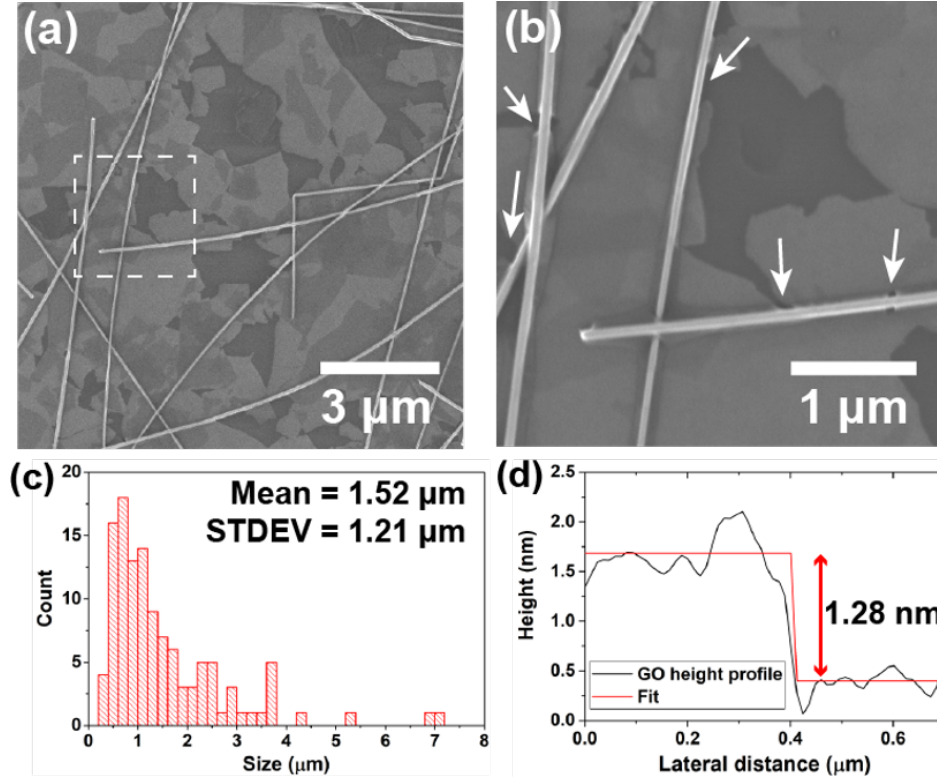 (a)
3 μm
(b)
1 μm
(c)
Mean = 1.52 μm
STDEV = 1.21 μm
20
15
10
5
0
Count
0 1 2 3 4 5 6 7 8
Size (μm)
(d)
2.5
2.0
1.5
1.0
0.5
0.0
Height (nm)
1.28 nm
GO height profile
Fit
0.0 0.2 0.4 0.6
Lateral distance (μm)